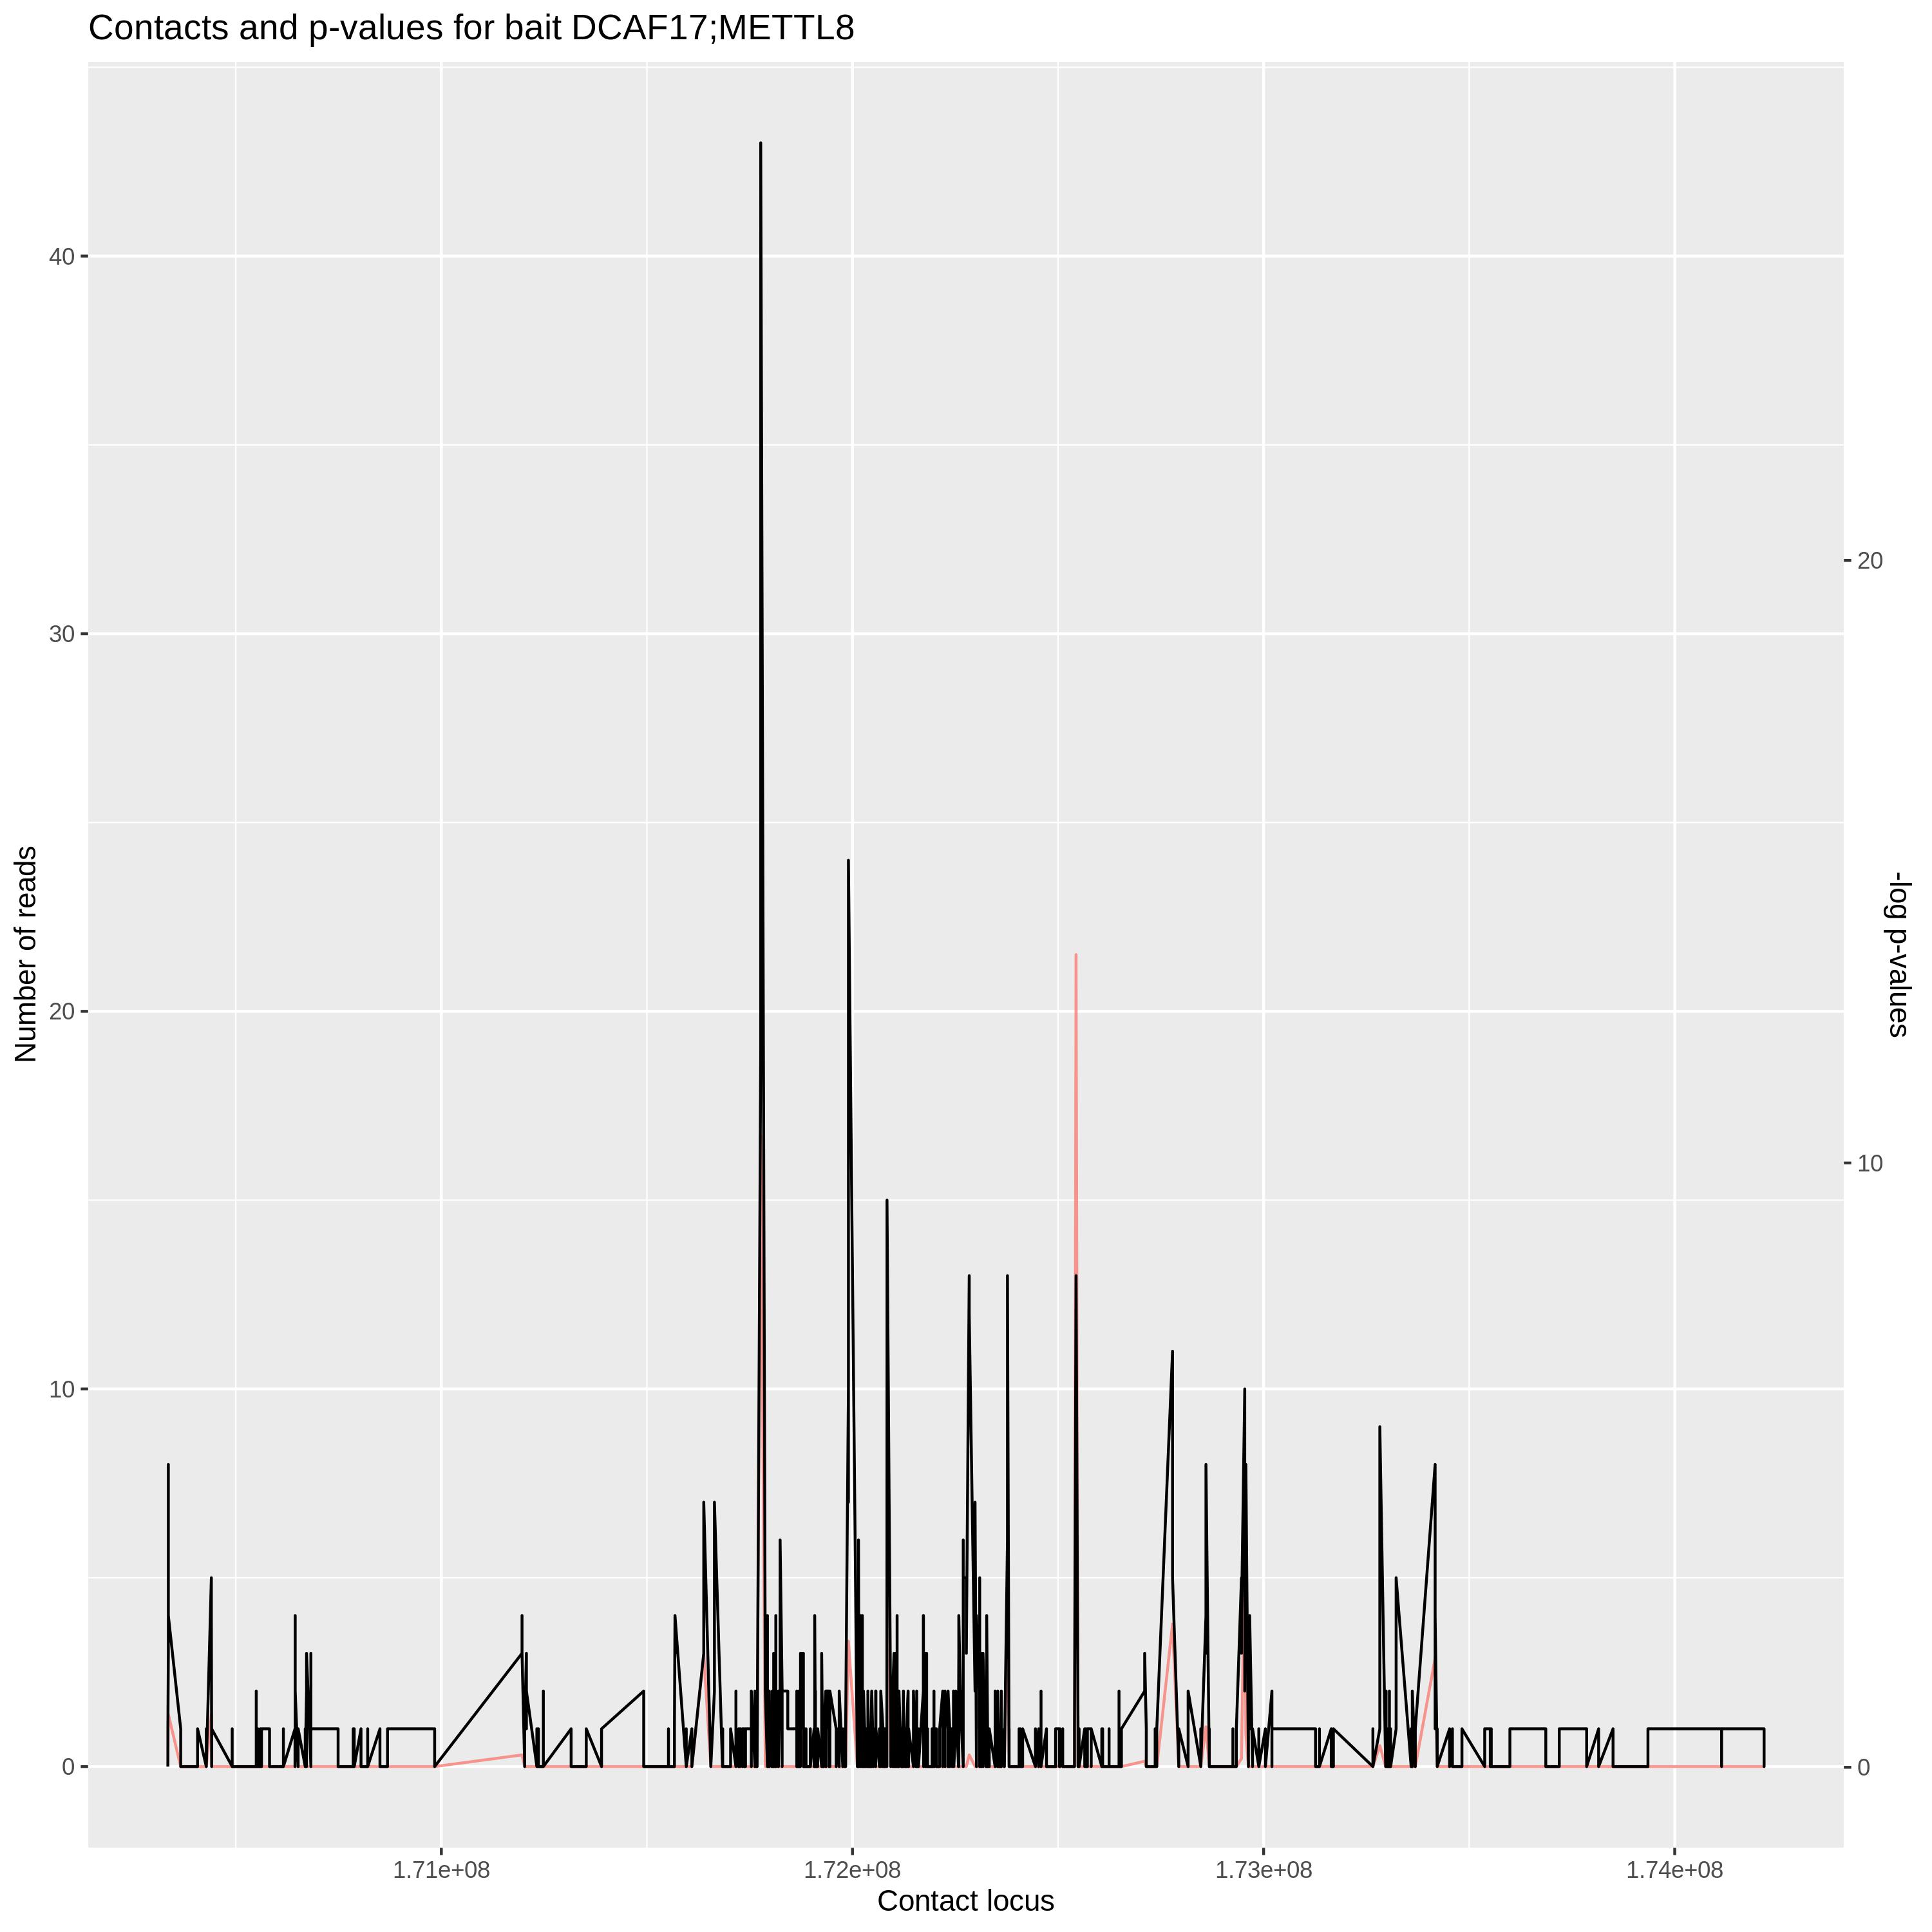 Contacts and p-values for bait DCAF17;METTL8
40
30
20
10
0
Number of reads
20
10
0
-log p-values
1.71e+08
1.72e+08
1.73e+08
1.74e+08
Contact locus